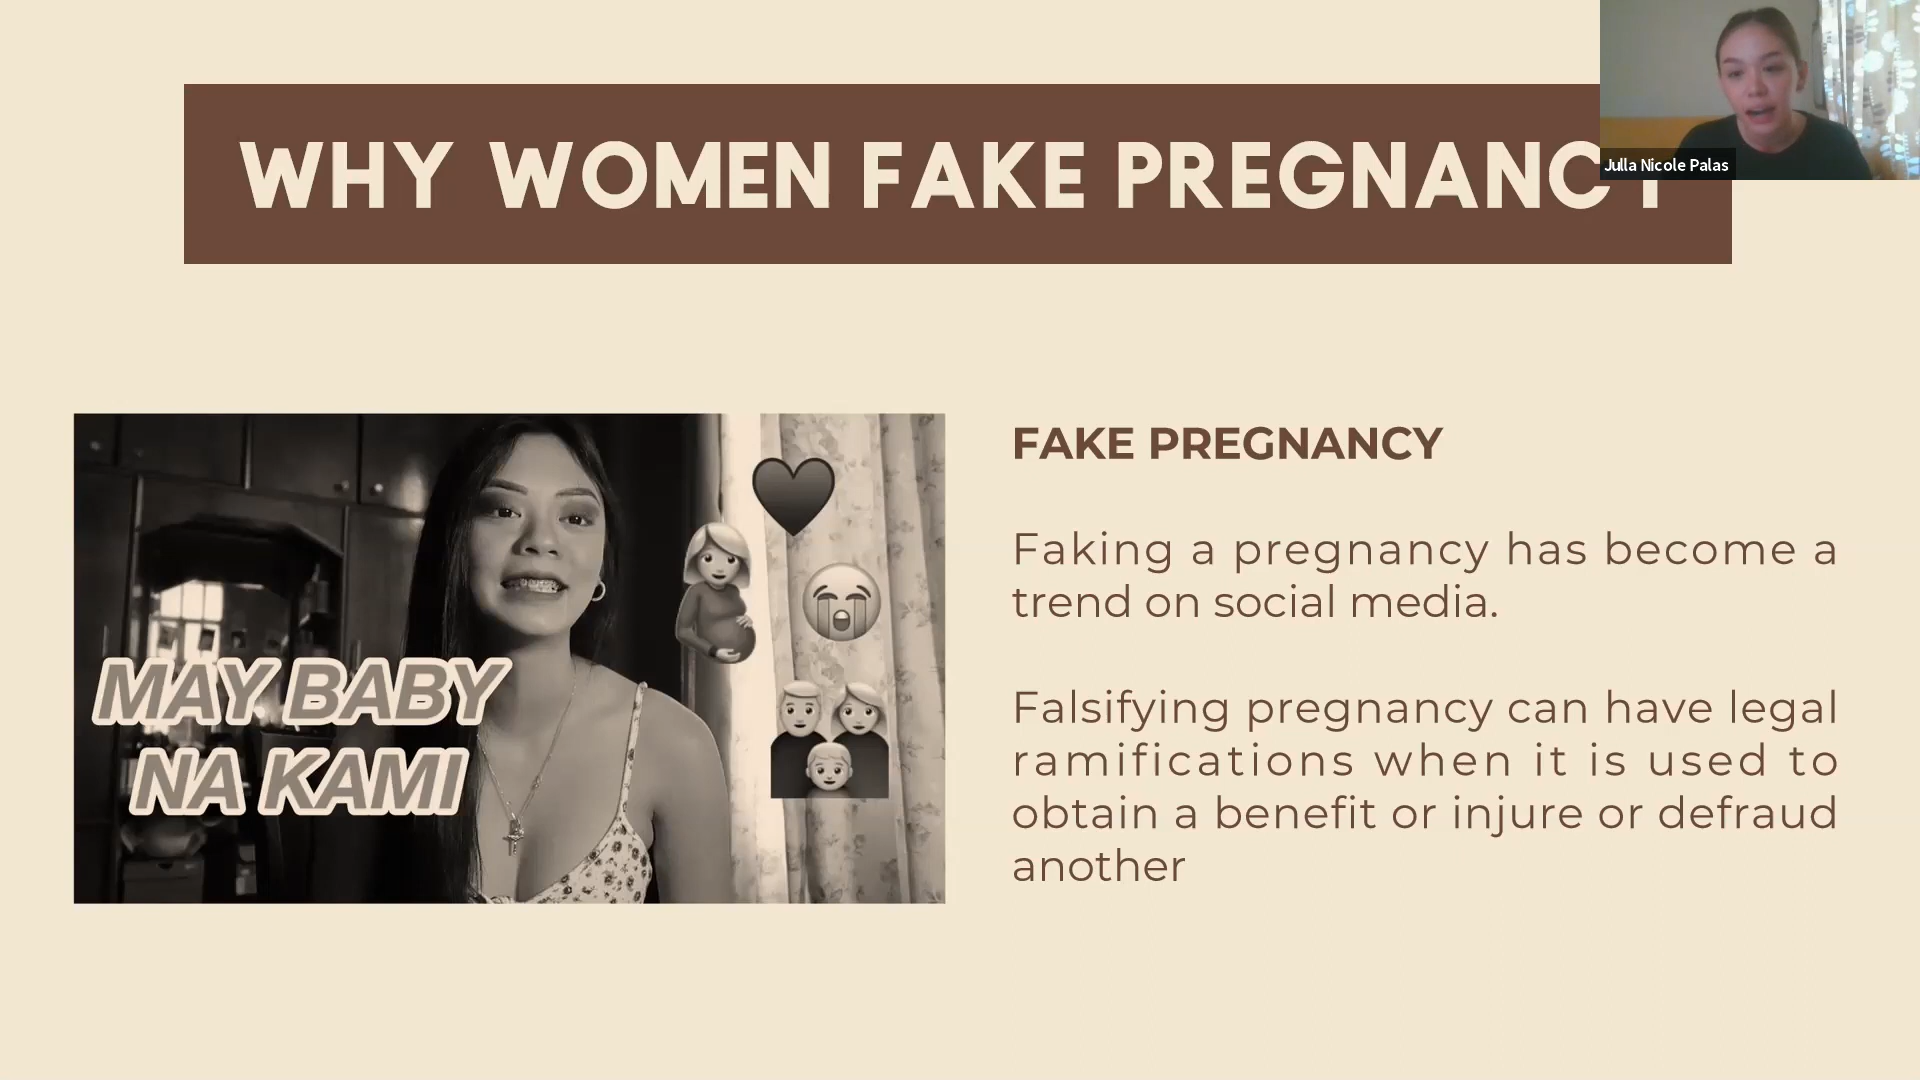 WHY WOMEN FAKE PREGNANCY
Julla Nicole Palas
MAY BABY
NA KAMI
FAKE PREGNANCY
Faking a pregnancy has become a
trend on social media.
Falsifying pregnancy can have legal
ramifications when it is used to
obtain a benefit or injure or defraud
another